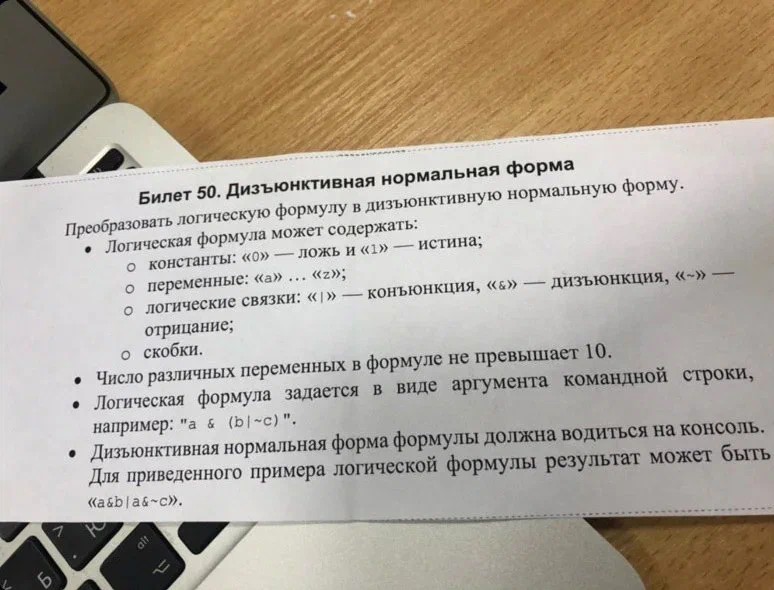 Билет 50. Дизъюнктивная нормальная форма
Преобразовать логическую формулу в дизъюнктивную нормальную форму.
• Логическая формула может содержать:
o константы: «0» — ложь и «1» — истина;
o переменные: «a» ... «z»;
o логические связки: «|» — конъюнкция, «&» — дизъюнкция, «~» —
отрицание;
o скобки.
• Число различных переменных в формуле не превышает 10.
• Логическая формула задается в виде аргумента командной строки,
например: "a & (b|~c)".
• Дизъюнктивная нормальная форма формулы должна водиться на консоль.
Для приведенного примера логической формулы результат может быть
«a&b|a&~c».
alt
Ю
Б